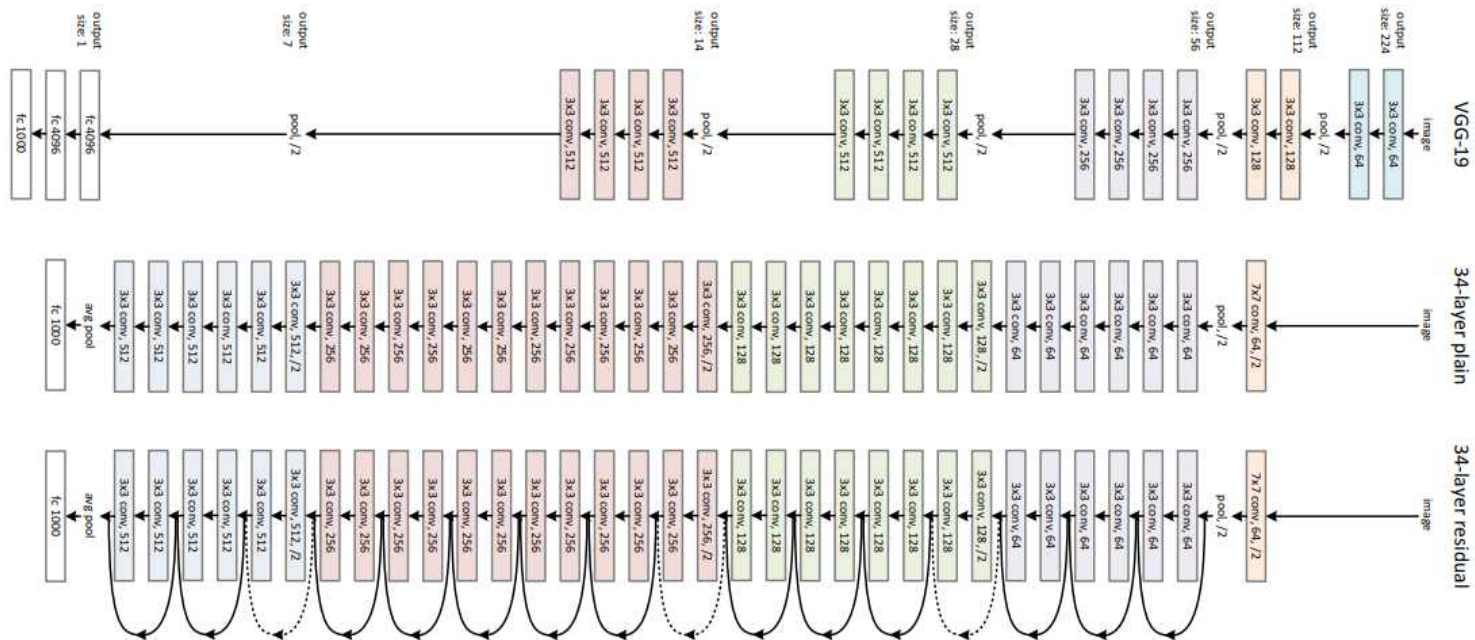 output
size: 224
output
size: 112
output
size: 56
output
size: 28
output
size: 14
output
size: 7
output
size: 1
VGG-19
image
3x3 conv, 64
3x3 conv, 64
pool, /2
3x3 conv, 128
3x3 conv, 128
pool, /2
3x3 conv, 256
3x3 conv, 256
3x3 conv, 256
3x3 conv, 256
pool, /2
3x3 conv, 512
3x3 conv, 512
3x3 conv, 512
3x3 conv, 512
pool, /2
3x3 conv, 512
3x3 conv, 512
3x3 conv, 512
3x3 conv, 512
pool, /2
fc 4096
fc 4096
fc 1000
34-layer plain
image
7x7 conv, 64, /2
pool, /2
3x3 conv, 64
3x3 conv, 64
3x3 conv, 64
3x3 conv, 64
3x3 conv, 64
3x3 conv, 64
3x3 conv, 128, /2
3x3 conv, 128
3x3 conv, 128
3x3 conv, 128
3x3 conv, 128
3x3 conv, 128
3x3 conv, 128
3x3 conv, 128
3x3 conv, 256, /2
3x3 conv, 256
3x3 conv, 256
3x3 conv, 256
3x3 conv, 256
3x3 conv, 256
3x3 conv, 256
3x3 conv, 256
3x3 conv, 256
3x3 conv, 256
3x3 conv, 256
3x3 conv, 256
3x3 conv, 512, /2
3x3 conv, 512
3x3 conv, 512
3x3 conv, 512
3x3 conv, 512
3x3 conv, 512
avg pool
fc 1000
34-layer residual
image
7x7 conv, 64, /2
pool, /2
3x3 conv, 64
3x3 conv, 64
3x3 conv, 64
3x3 conv, 64
3x3 conv, 64
3x3 conv, 64
3x3 conv, 128, /2
3x3 conv, 128
3x3 conv, 128
3x3 conv, 128
3x3 conv, 128
3x3 conv, 128
3x3 conv, 128
3x3 conv, 128
3x3 conv, 256, /2
3x3 conv, 256
3x3 conv, 256
3x3 conv, 256
3x3 conv, 256
3x3 conv, 256
3x3 conv, 256
3x3 conv, 256
3x3 conv, 256
3x3 conv, 256
3x3 conv, 256
3x3 conv, 256
3x3 conv, 512, /2
3x3 conv, 512
3x3 conv, 512
3x3 conv, 512
3x3 conv, 512
3x3 conv, 512
avg pool
fc 1000